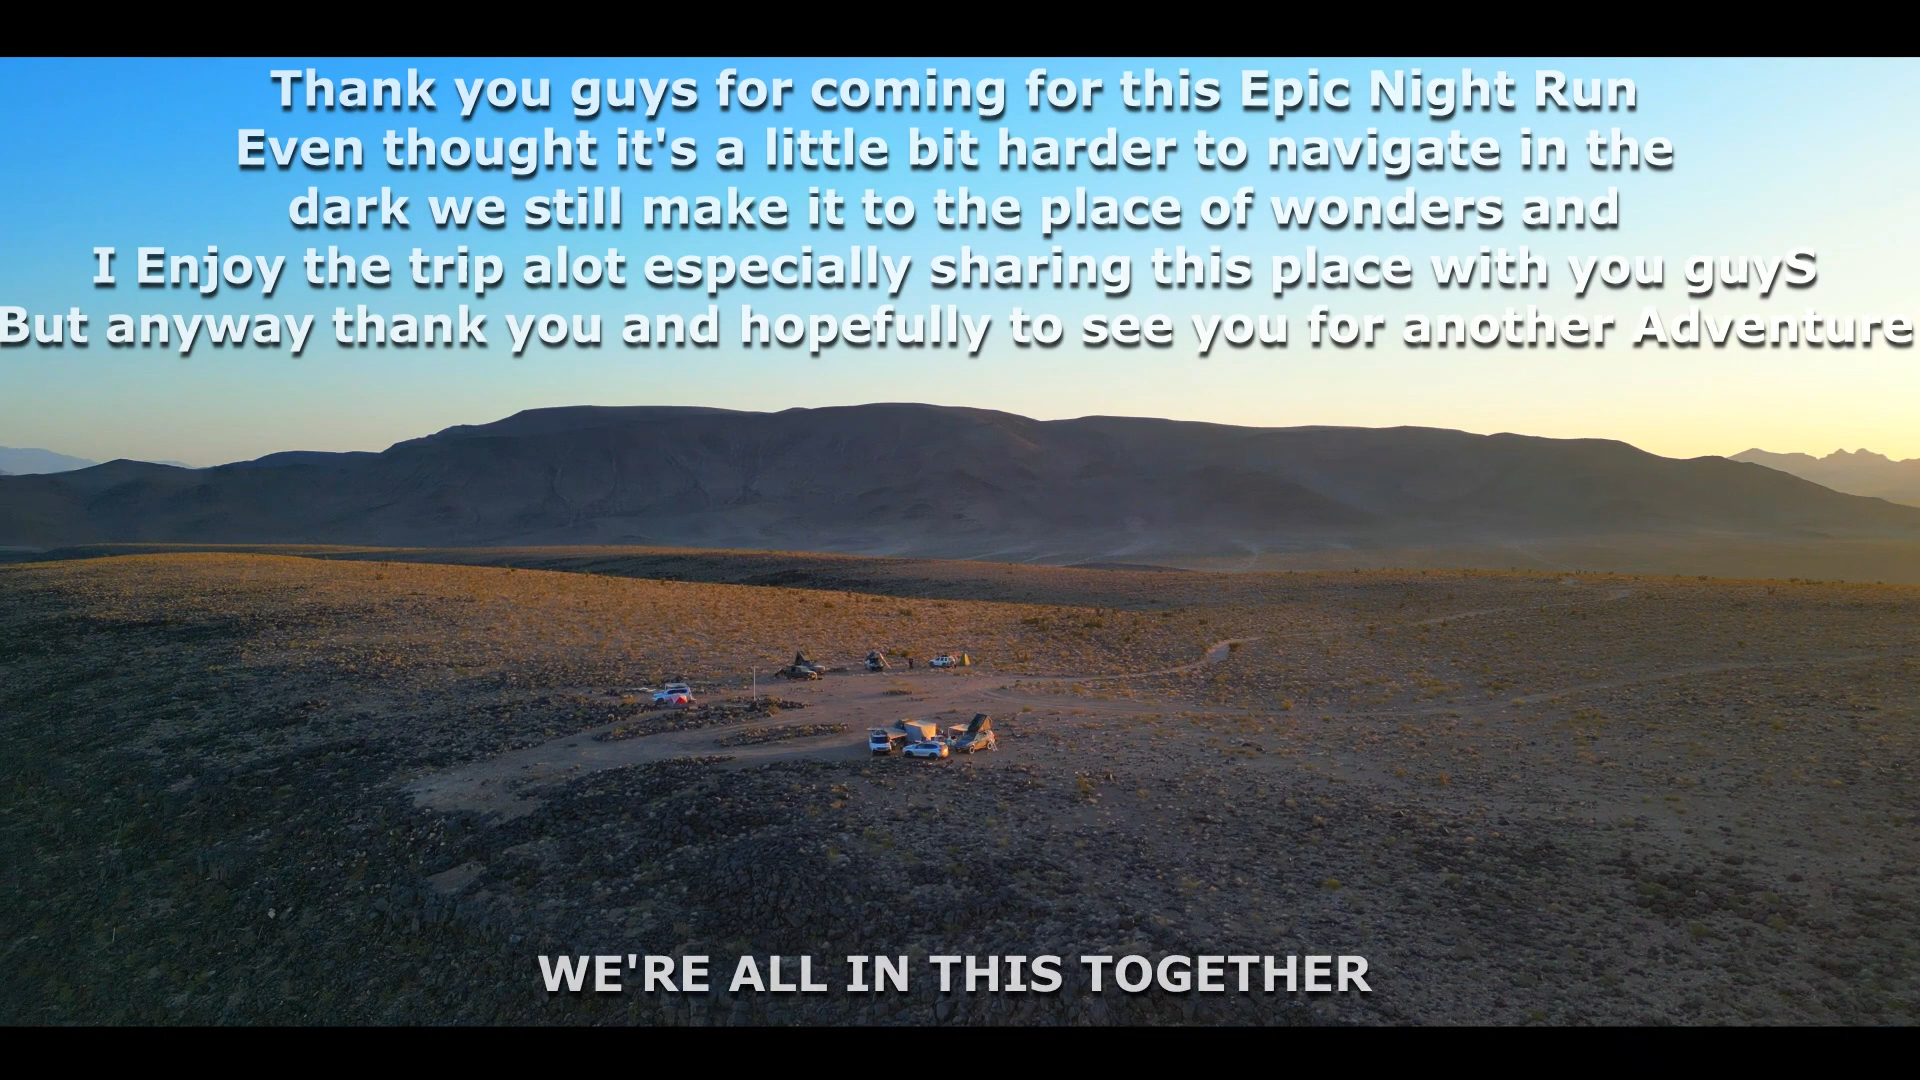 Thank you guys for coming for this Epic Night Run
Even thought it's a little bit harder to navigate in the
dark we still make it to the place of wonders and
I Enjoy the trip alot especially sharing this place with you guyS
But anyway thank you and hopefully to see you for another Adventure
WE'RE ALL IN THIS TOGETHER